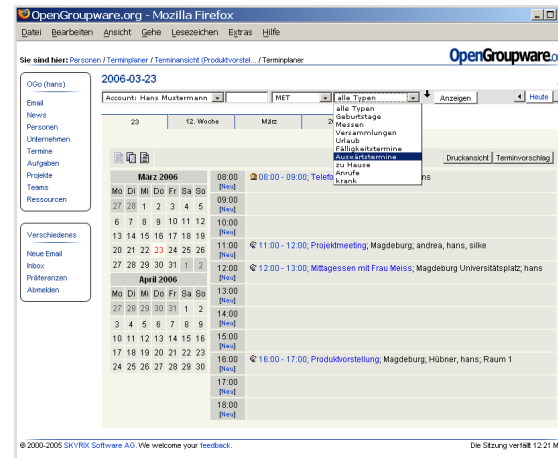 OpenGroupware.org - Mozilla Firefox
Datei Bearbeiten Ansicht Gehe Lesezeichen Extras Hilfe
Sie sind hier: Personen / Terminplaner / Terminansicht (Produktvorstel... / Terminplaner
OpenGroupware.o
OGo (hans)
Email
News
Personen
Unternehmen
Termine
Aufgaben
Projekte
Teams
Ressourcen
Verschiedenes
Neue Email
Inbox
Präferenzen
Abmelden
2006-03-23
Account: Hans Mustermann MET alle Typen Anzeigen Heute
alle Typen
Geburtstage
Messen
Versammlungen
Urlaub
Fälligkeitstermine
Auswärtstermine
zu Hause
Anrufe
krank
23 12. Woche März 20
Druckansicht Terminvorschlag
März 2006
Mo Di Mi Do Fr Sa So
27 28 1 2 3 4 5
6 7 8 9 10 11 12
13 14 15 16 17 18 19
20 21 22 23 24 25 26
27 28 29 30 31 1 2
April 2006
Mo Di Mi Do Fr Sa So
27 28 29 30 31 1 2
3 4 5 6 7 8 9
10 11 12 13 14 15 16
17 18 19 20 21 22 23
24 25 26 27 28 29 30
08:00 08:00 - 09:00; Telefo ns
[Neu]
09:00
[Neu]
10:00
[Neu]
11:00 11:00 - 12:00; Projektmeeting; Magdeburg; andrea, hans, silke
[Neu]
12:00 12:00 - 13:00; Mittagessen mit Frau Meiss; Magdeburg Universitätsplatz; hans
[Neu]
13:00
[Neu]
14:00
[Neu]
15:00
[Neu]
16:00 16:00 - 17:00; Produktvorstellung; Magdeburg; Hübner, hans; Raum 1
[Neu]
17:00
[Neu]
18:00
[Neu]
© 2000-2005 SKYRIX Software AG. We welcome your feedback. Die Sitzung verfällt 12:21 M